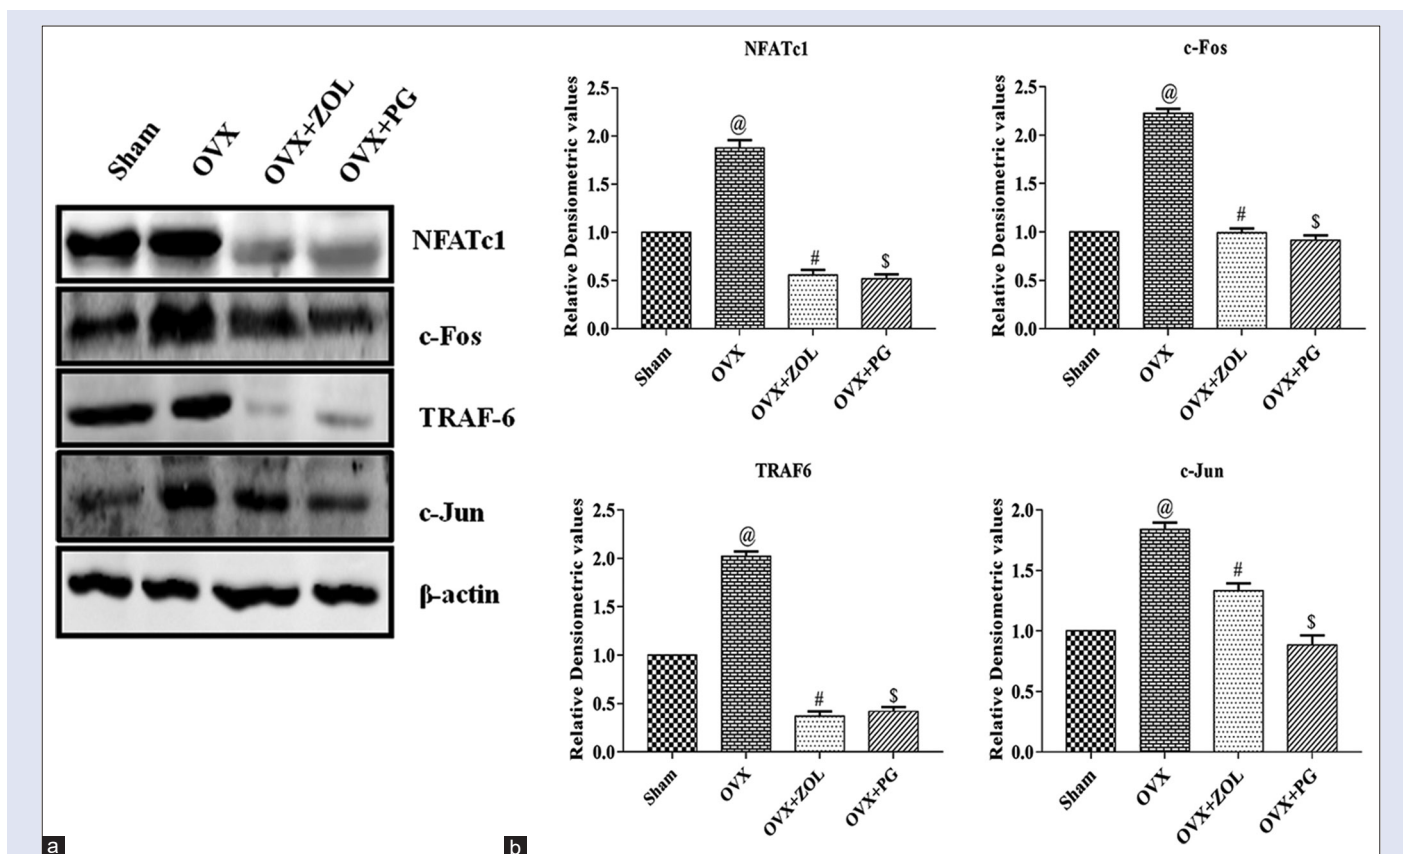 Sham
OVX
OVX+ZOL
OVX+PG
NFATc1
c-Fos
TRAF-6
c-Jun
β-actin
a
NFATc1
Relative Densiometric values
2.5
2.0
1.5
1.0
0.5
0.0
@
#
$
Sham
OVX
OVX+ZOL
OVX+PG
c-Fos
Relative Densiometric values
2.5
2.0
1.5
1.0
0.5
0.0
@
#
$
Sham
OVX
OVX+ZOL
OVX+PG
TRAF6
Relative Densiometric values
2.5
2.0
1.5
1.0
0.5
0.0
@
#
$
Sham
OVX
OVX+ZOL
OVX+PG
c-Jun
Relative Densiometric values
2.0
1.5
1.0
0.5
0.0
@
#
$
Sham
OVX
OVX+ZOL
OVX+PG
b